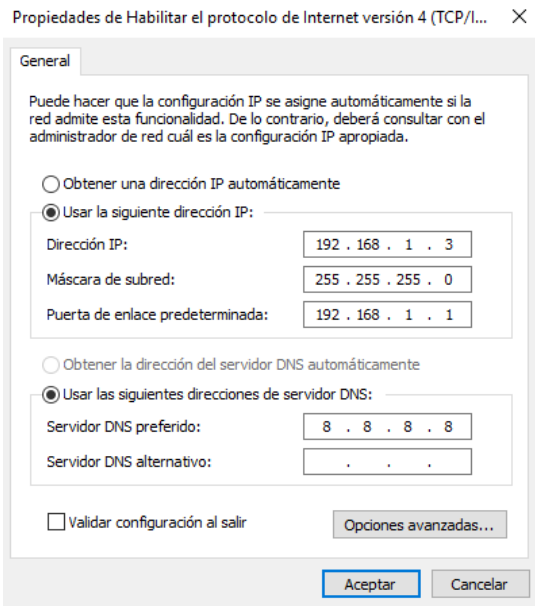 Propiedades de Habilitar el protocolo de Internet versión 4 (TCP/I...
General
Puede hacer que la configuración IP se asigne automáticamente si la
red admite esta funcionalidad. De lo contrario, deberá consultar con el
administrador de red cuál es la configuración IP apropiada.
Obtener una dirección IP automáticamente
Usar la siguiente dirección IP:
Dirección IP: 192 . 168 . 1 . 3
Máscara de subred: 255 . 255 . 255 . 0
Puerta de enlace predeterminada: 192 . 168 . 1 . 1
Obtener la dirección del servidor DNS automáticamente
Usar las siguientes direcciones de servidor DNS:
Servidor DNS preferido: 8 . 8 . 8 . 8
Servidor DNS alternativo: . . .
Validar configuración al salir
Opciones avanzadas...
Aceptar Cancelar